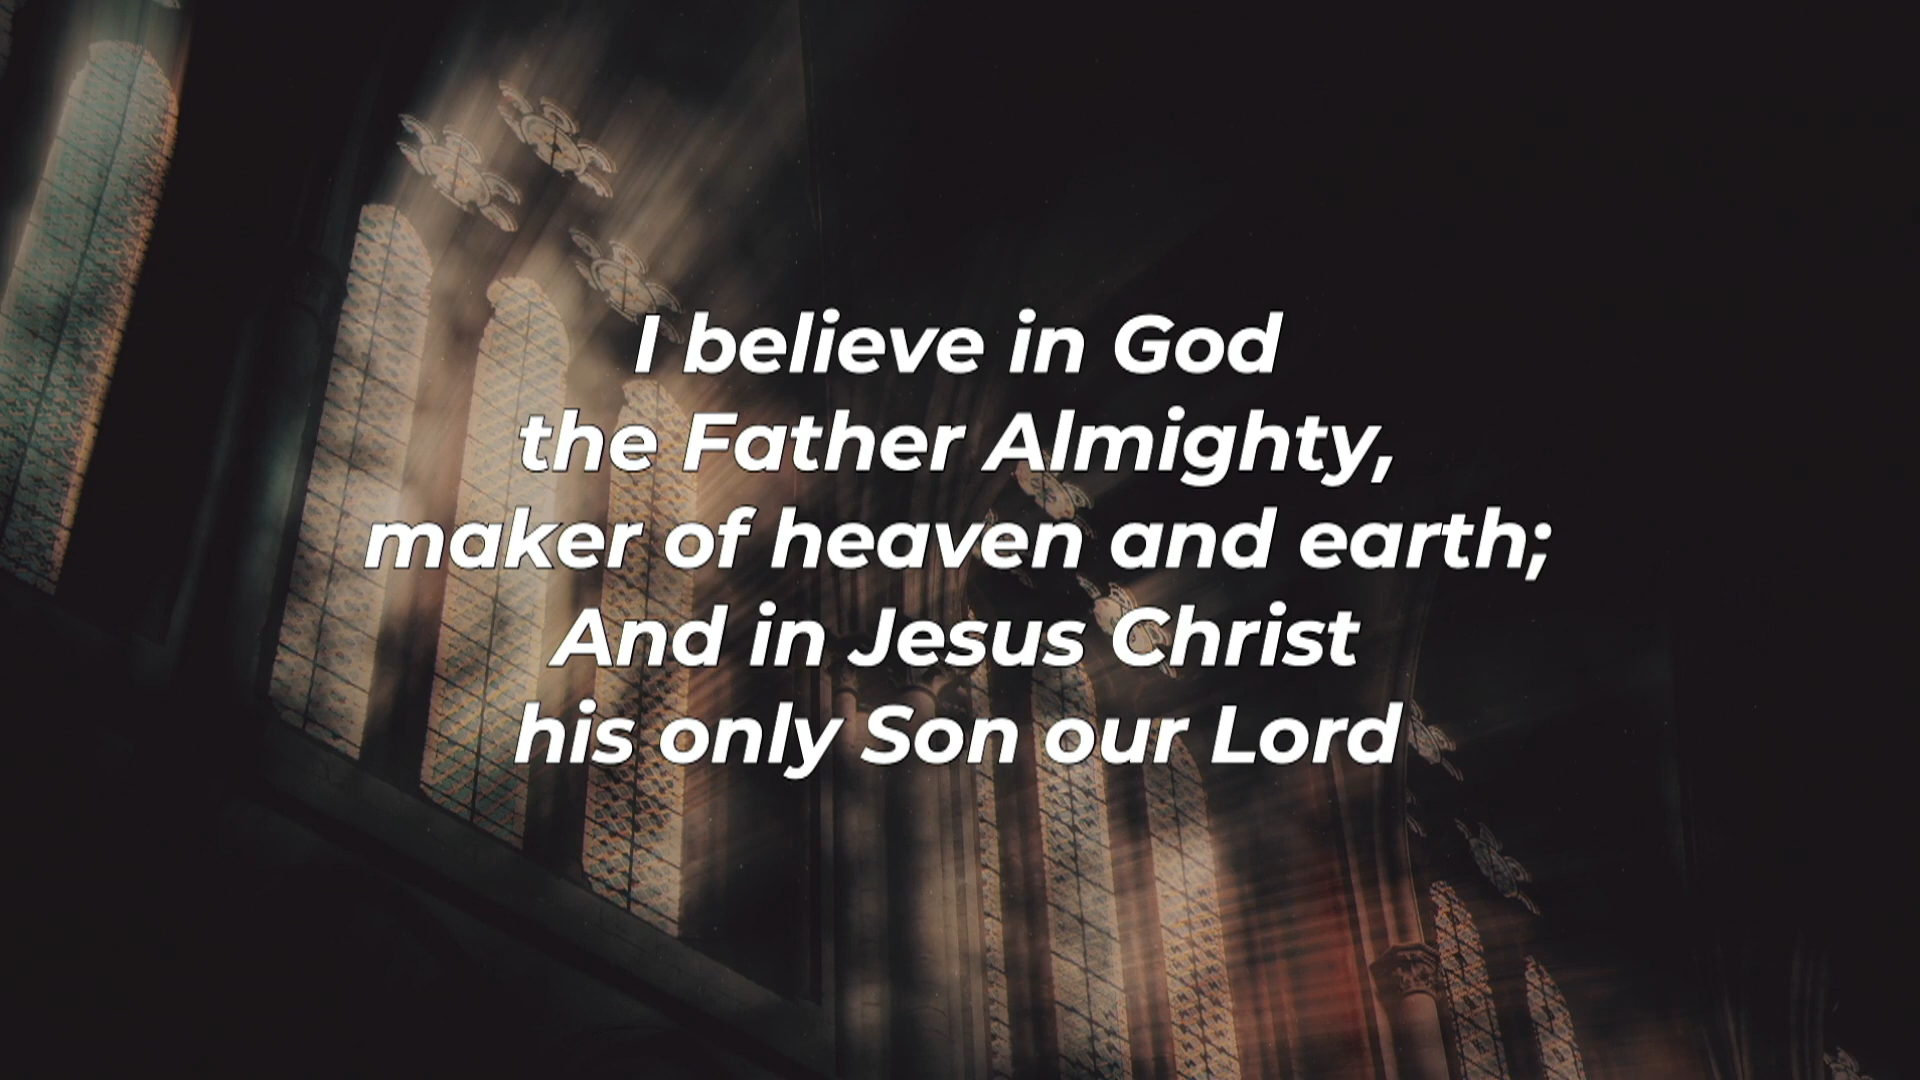 I believe in God
the Father Almighty,
maker of heaven and earth;
And in Jesus Christ
his only Son our Lord